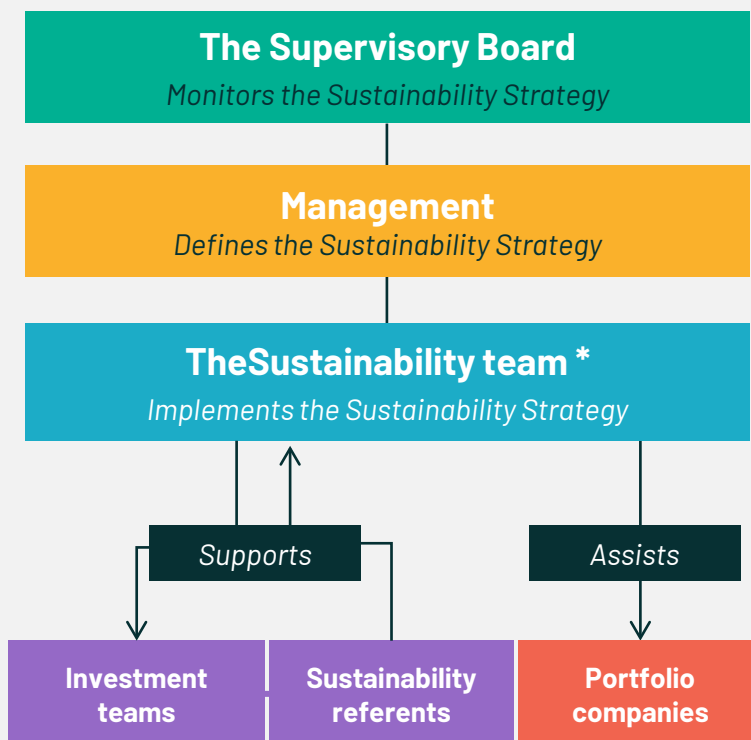 The Supervisory Board
Monitors the Sustainability Strategy
Management
Defines the Sustainability Strategy
TheSustainability team *
Implements the Sustainability Strategy
Supports
Assists
Investment
teams
Sustainability
referents
Portfolio
companies